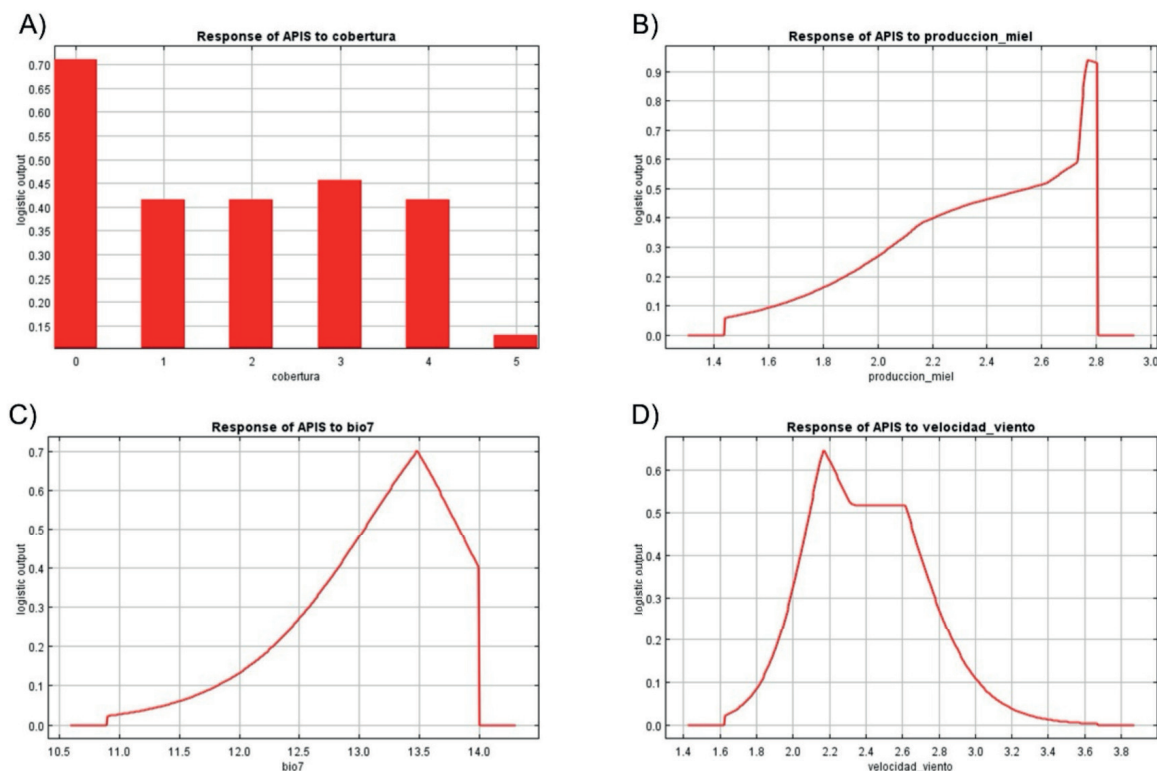 A)
Response of APIS to cobertura
0.70
0.65
0.60
0.55
0.50
0.45
0.40
0.35
0.30
0.25
0.20
0.15
logistic output
0 1 2 3 4 5
cobertura
B)
Response of APIS to produccion_miel
0.9
0.8
0.7
0.6
0.5
0.4
0.3
0.2
0.1
0.0
logistic output
1.4 1.6 1.8 2.0 2.2 2.4 2.6 2.8 3.0
produccion_miel
C)
Response of APIS to bio7
0.7
0.6
0.5
0.4
0.3
0.2
0.1
0.0
logistic output
10.5 11.0 11.5 12.0 12.5 13.0 13.5 14.0
bio7
D)
Response of APIS to velocidad_viento
0.6
0.5
0.4
0.3
0.2
0.1
0.0
logistic output
1.4 1.6 1.8 2.0 2.2 2.4 2.6 2.8 3.0 3.2 3.4 3.6 3.8
velocidad_viento